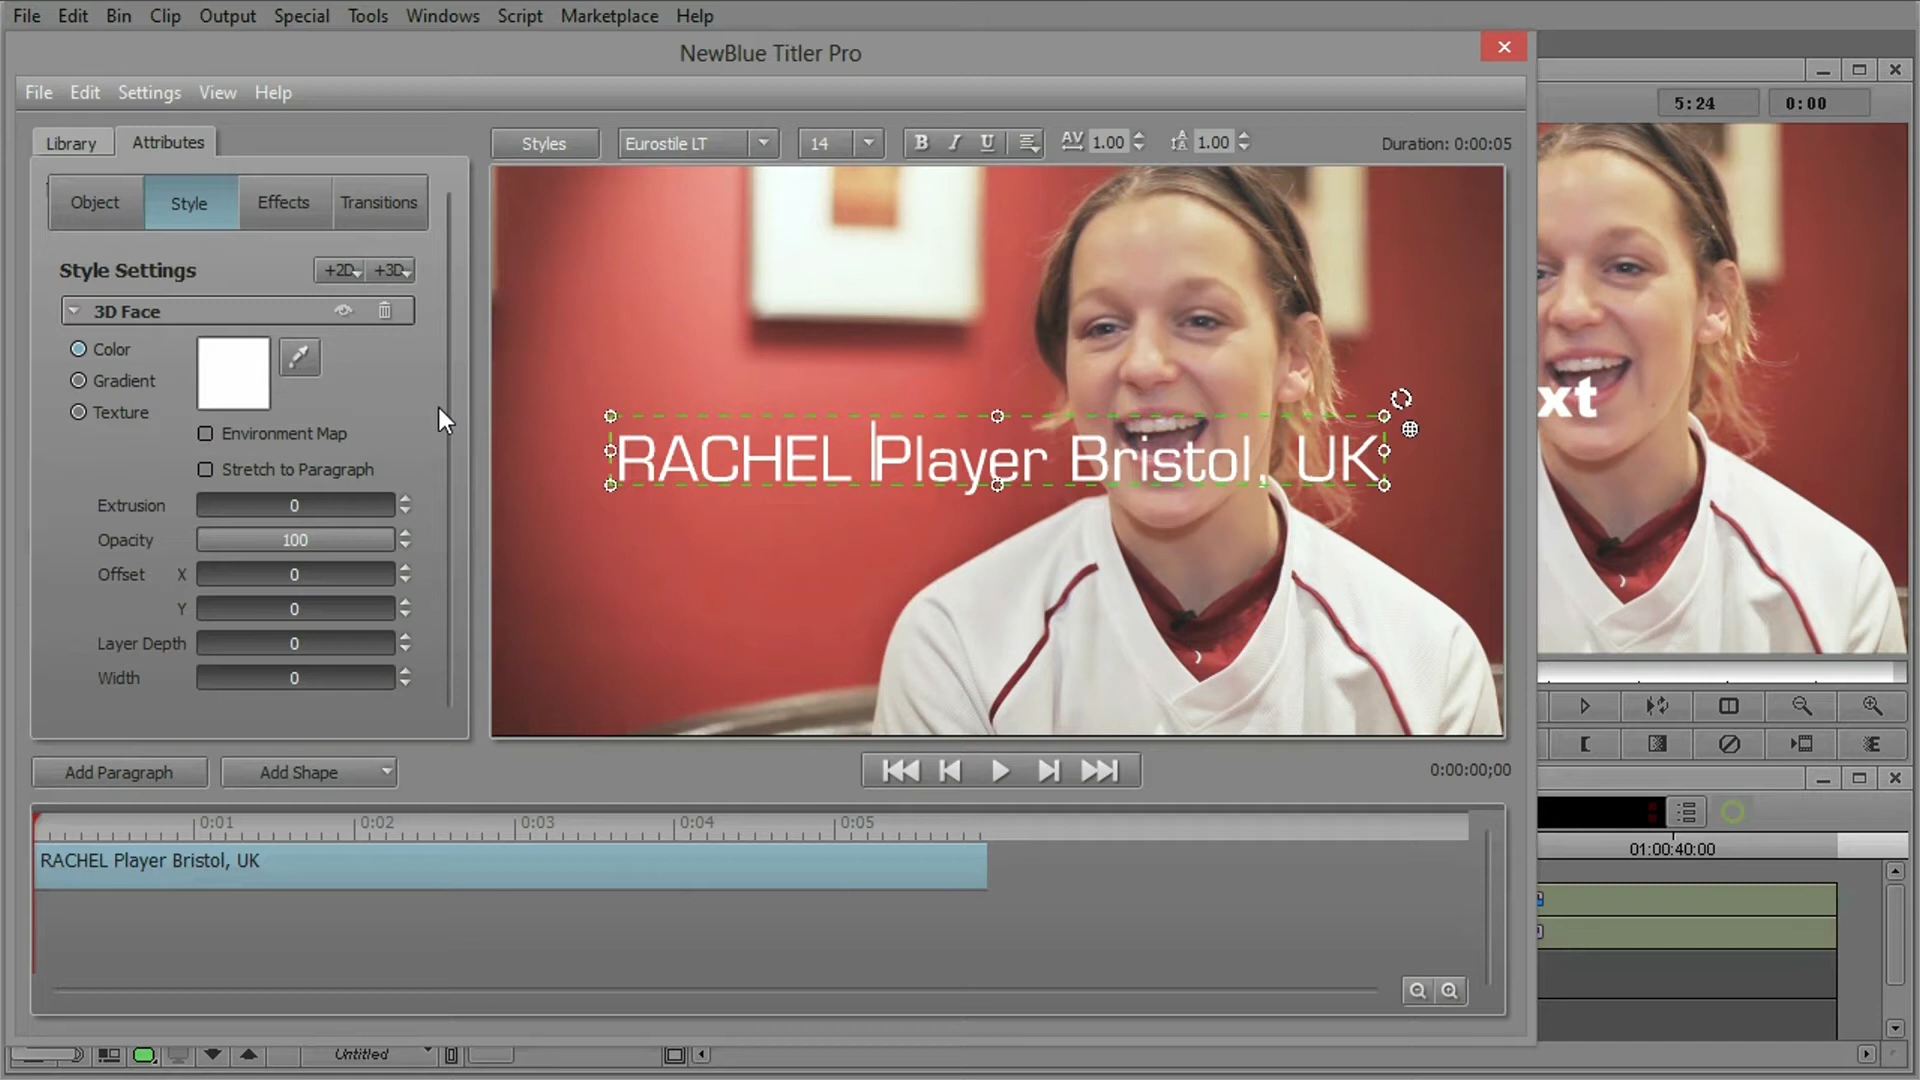 File Edit Bin Clip Output Special Tools Windows Script Marketplace Help
NewBlue Titler Pro
File Edit Settings View Help
5:24 0:00
Library Attributes
Styles Eurostile LT 14 B I U AV 1.00 A 1.00 Duration: 0:00:05
Object Style Effects Transitions
Style Settings +2D +3D
3D Face
Color
Gradient
Texture
xt
Environment Map
RACHEL Player Bristol, UK
Stretch to Paragraph
Extrusion 0
Opacity 100
Offset X 0
Y 0
Layer Depth 0
Width 0
Add Paragraph Add Shape
0:00:00;00
0:01 0:02 0:03 0:04 0:05
01:00:40:00
RACHEL Player Bristol, UK
Untitled